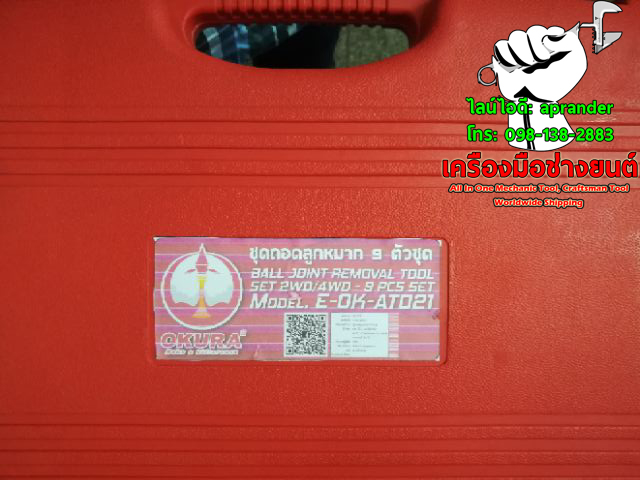 ไลน์ไอดี: aprander
โทร: 098-138-2883
เครื่องมือช่างยนต์
All In One Mechanic Tool, Craftsman Tool
Worldwide Shipping
ชุดถอดลูกหมาก 9 ตัวชุด
BALL JOINT REMOVAL TOOL
SET 2WD/4WD - 9 PCS SET
MODEL. E-OK-AT021
OKURA